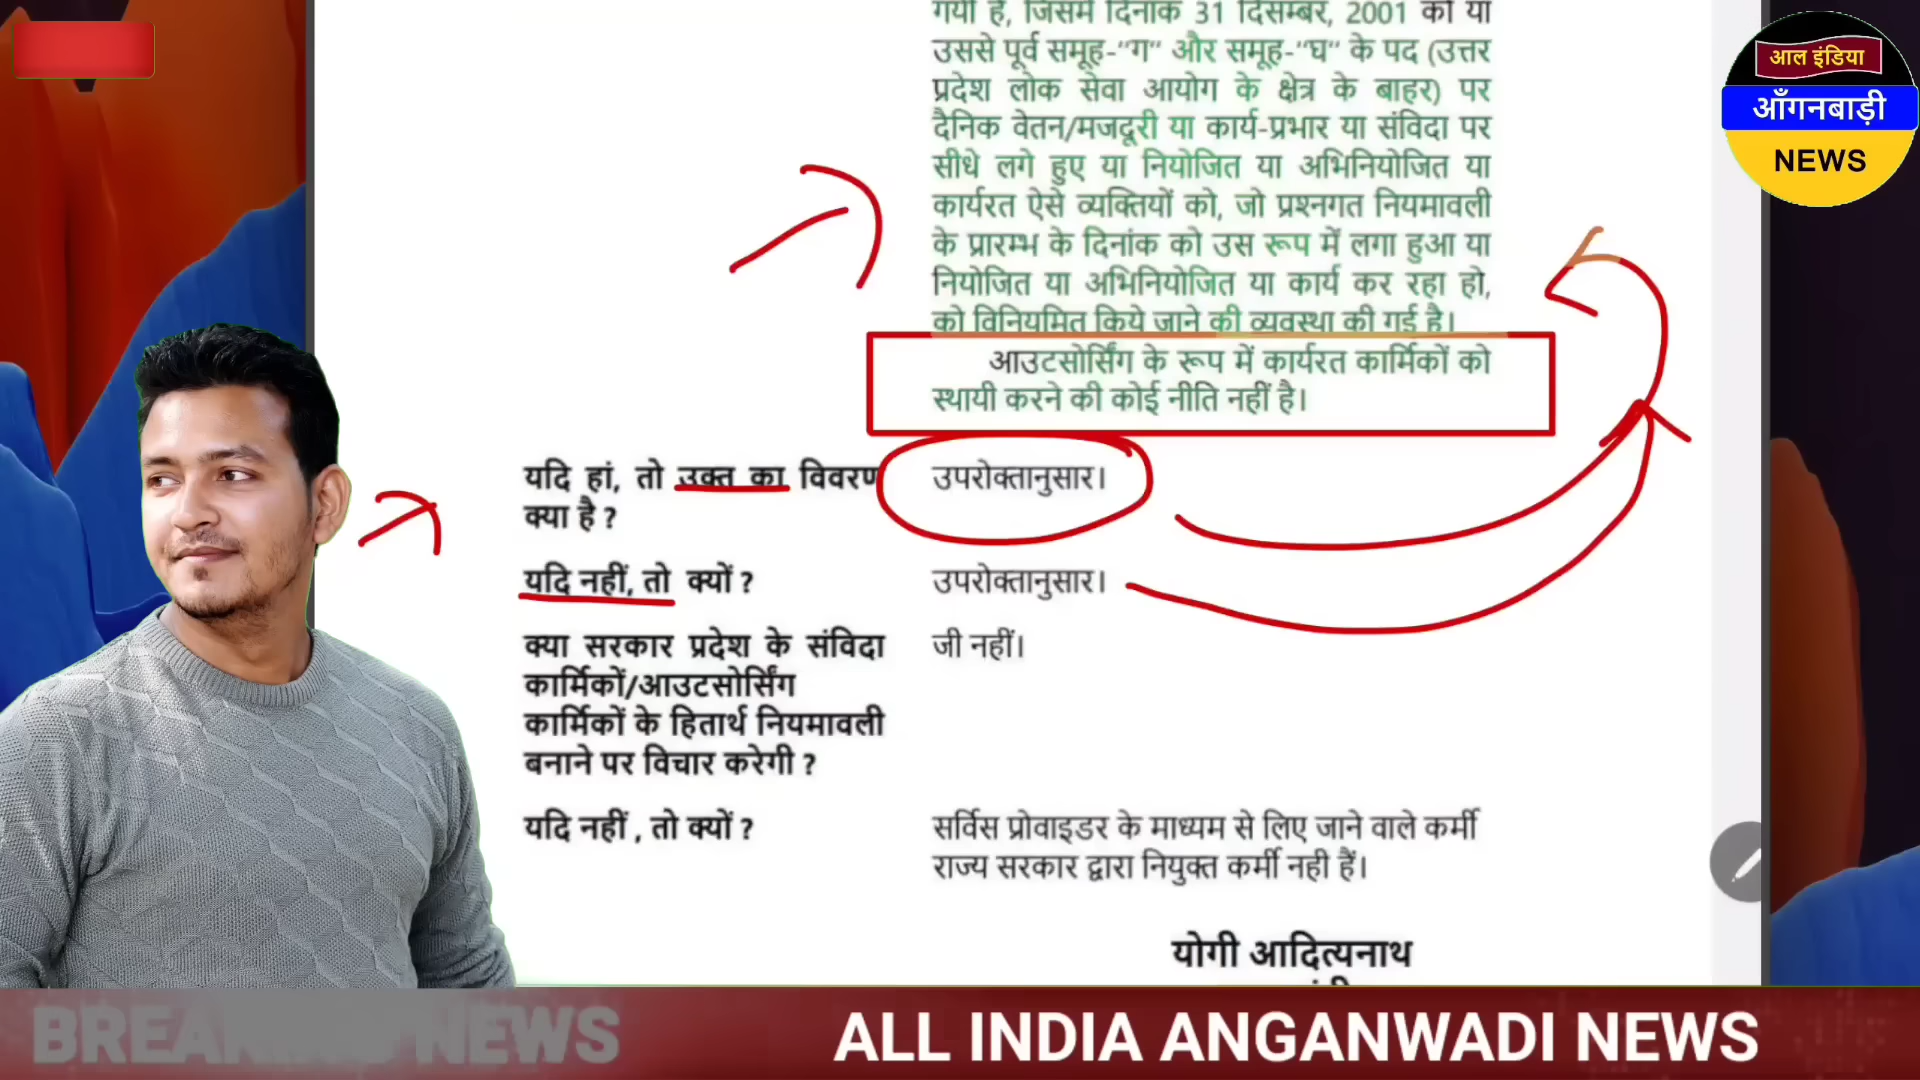 गयी है, जिसमें दिनांक 31 दिसम्बर, 2001 को या
उससे पूर्व समूह-“ग” और समूह-“घ” के पद (उत्तर
प्रदेश लोक सेवा आयोग के क्षेत्र के बाहर) पर
दैनिक वेतन/मजदूरी या कार्य-प्रभार या संविदा पर
सीधे लगे हुए या नियोजित या अभिनियोजित या
कार्यरत ऐसे व्यक्तियों को, जो प्रश्नगत नियमावली
के प्रारम्भ के दिनांक को उस रूप में लगा हुआ या
नियोजित या अभिनियोजित या कार्य कर रहा हो,
को विनियमित किये जाने की व्यवस्था की गई है।
आउटसोर्सिंग के रूप में कार्यरत कार्मिकों को
स्थायी करने की कोई नीति नहीं है।
यदि हां, तो उक्त का विवरण क्या है ?
उपरोक्तानुसार।
यदि नहीं, तो क्यों ?
उपरोक्तानुसार।
क्या सरकार प्रदेश के संविदा
कार्मिकों/आउटसोर्सिंग
कार्मिकों के हितार्थ नियमावली
बनाने पर विचार करेगी ?
जी नहीं।
यदि नहीं , तो क्यों ?
सर्विस प्रोवाइडर के माध्यम से लिए जाने वाले कर्मी
राज्य सरकार द्वारा नियुक्त कर्मी नही हैं।
योगी आदित्यनाथ
आल इंडिया
आँगनबाड़ी
NEWS
BREAKING NEWS
ALL INDIA ANGANWADI NEWS